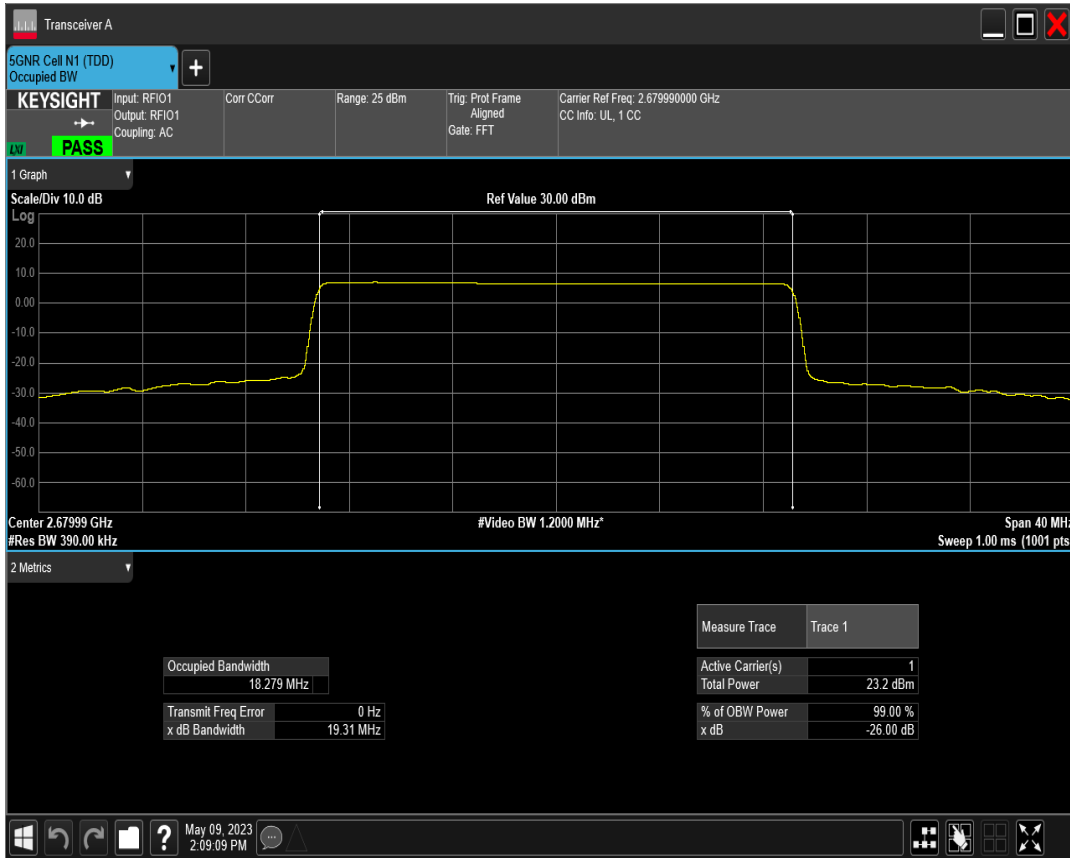 Transceiver A
5GNR Cell N1 (TDD)
Occupied BW
KEYSIGHT
LXI
PASS
Input: RFIO1
Output: RFIO1
Coupling: AC
Corr CCorr
Range: 25 dBm
Trig: Prot Frame
Aligned
Gate: FFT
Carrier Ref Freq: 2.679990000 GHz
CC Info: UL, 1 CC
1 Graph
Scale/Div 10.0 dB
Ref Value 30.00 dBm
Log
20.0
10.0
0.00
-10.0
-20.0
-30.0
-40.0
-50.0
-60.0
Center 2.67999 GHz
#Video BW 1.2000 MHz*
Span 40 MHz
#Res BW 390.00 kHz
Sweep 1.00 ms (1001 pts
2 Metrics
Measure Trace Trace 1
Occupied Bandwidth
18.279 MHz
Transmit Freq Error 0 Hz
x dB Bandwidth 19.31 MHz
Active Carrier(s) 1
Total Power 23.2 dBm
% of OBW Power 99.00 %
x dB -26.00 dB
?
May 09, 2023
2:09:09 PM